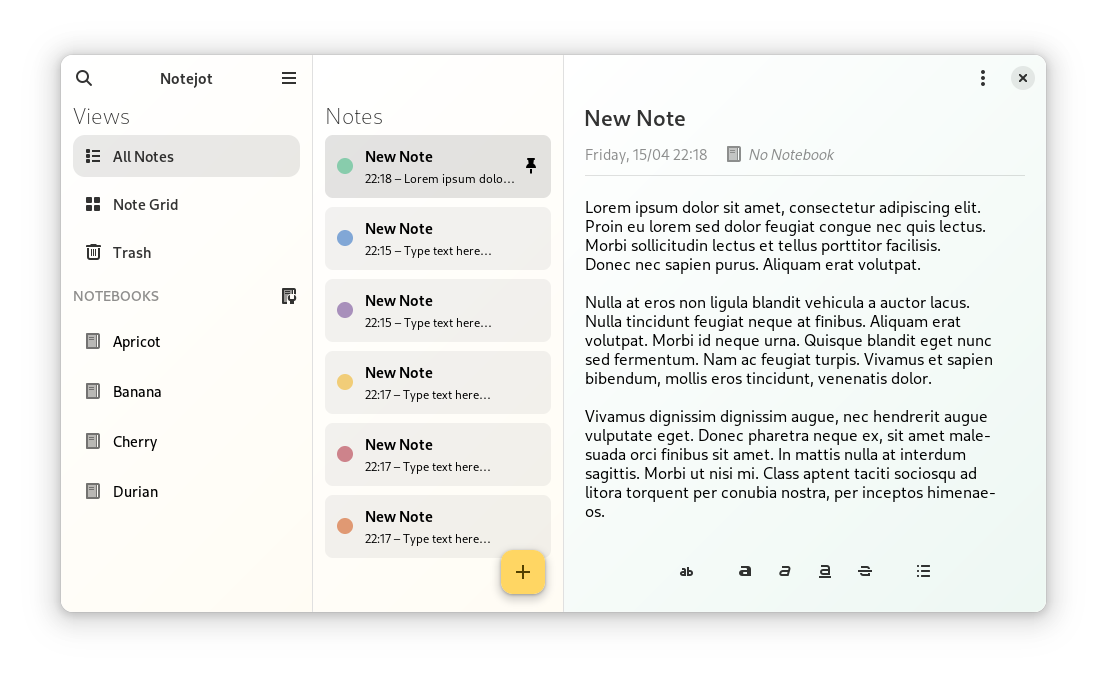 Notejot
Views
All Notes
Note Grid
Trash
NOTEBOOKS
Apricot
Banana
Cherry
Durian
Notes
New Note
22:18 – Lorem ipsum dolo…
New Note
22:15 – Type text here…
New Note
22:15 – Type text here…
New Note
22:17 – Type text here…
New Note
22:17 – Type text here…
New Note
22:17 – Type text here…
New Note
Friday, 15/04 22:18 No Notebook
Lorem ipsum dolor sit amet, consectetur adipiscing elit.
Proin eu lorem sed dolor feugiat congue nec quis lectus.
Morbi sollicitudin lectus et tellus porttitor facilisis.
Donec nec sapien purus. Aliquam erat volutpat.
Nulla at eros non ligula blandit vehicula a auctor lacus.
Nulla tincidunt feugiat neque at finibus. Aliquam erat
volutpat. Morbi id neque urna. Quisque blandit eget nunc
sed fermentum. Nam ac feugiat turpis. Vivamus et sapien
bibendum, mollis eros tincidunt, venenatis dolor.
Vivamus dignissim dignissim augue, nec hendrerit augue
vulputate eget. Donec pharetra neque ex, sit amet male-
suada orci finibus sit amet. In mattis nulla at interdum
sagittis. Morbi ut nisi mi. Class aptent taciti sociosqu ad
litora torquent per conubia nostra, per inceptos himenae-
os.
ab a a a a